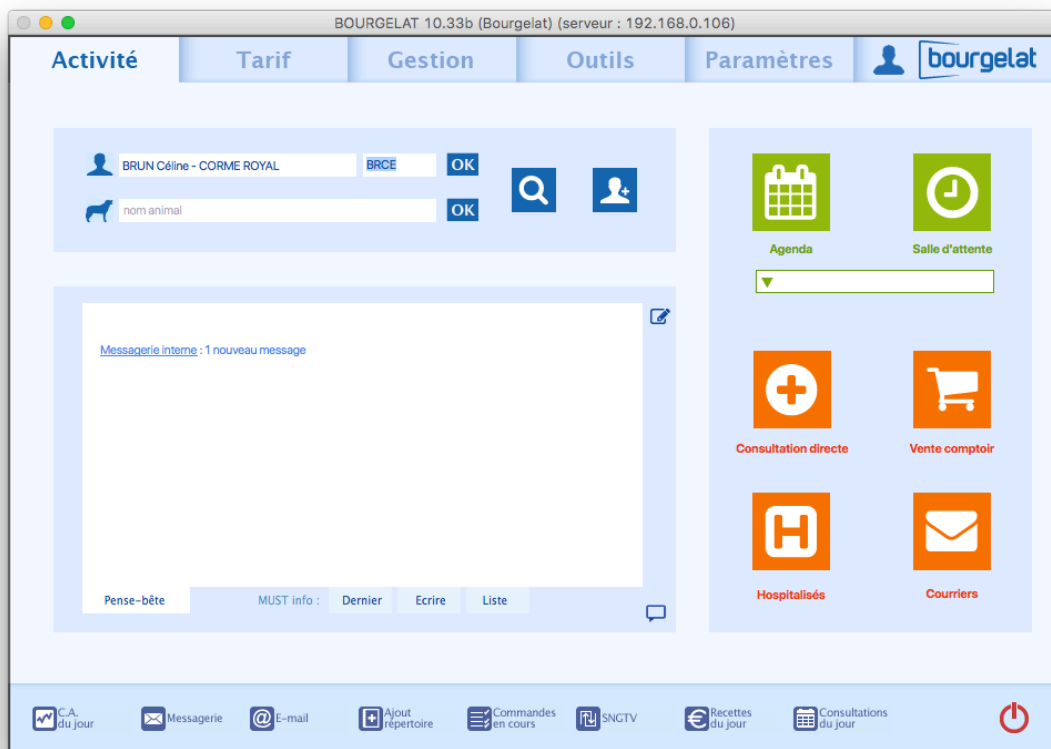 BOURGELAT 10.33b (Bourgelat) (serveur : 192.168.0.106)
Activité Tarif Gestion Outils Paramètres bourgelat
BRUN Céline - CORME ROYAL BRCE OK
nom animal OK
Agenda Salle d'attente
Messagerie interne : 1 nouveau message
Consultation directe Vente comptoir
H
Hospitalisés Courriers
Pense-bête MUST info : Dernier Ecrire Liste
C.A. du jour
Messagerie
@ E-mail
Ajout répertoire
Commandes en cours
SNGTV
€ Recettes du jour
Consultations du jour